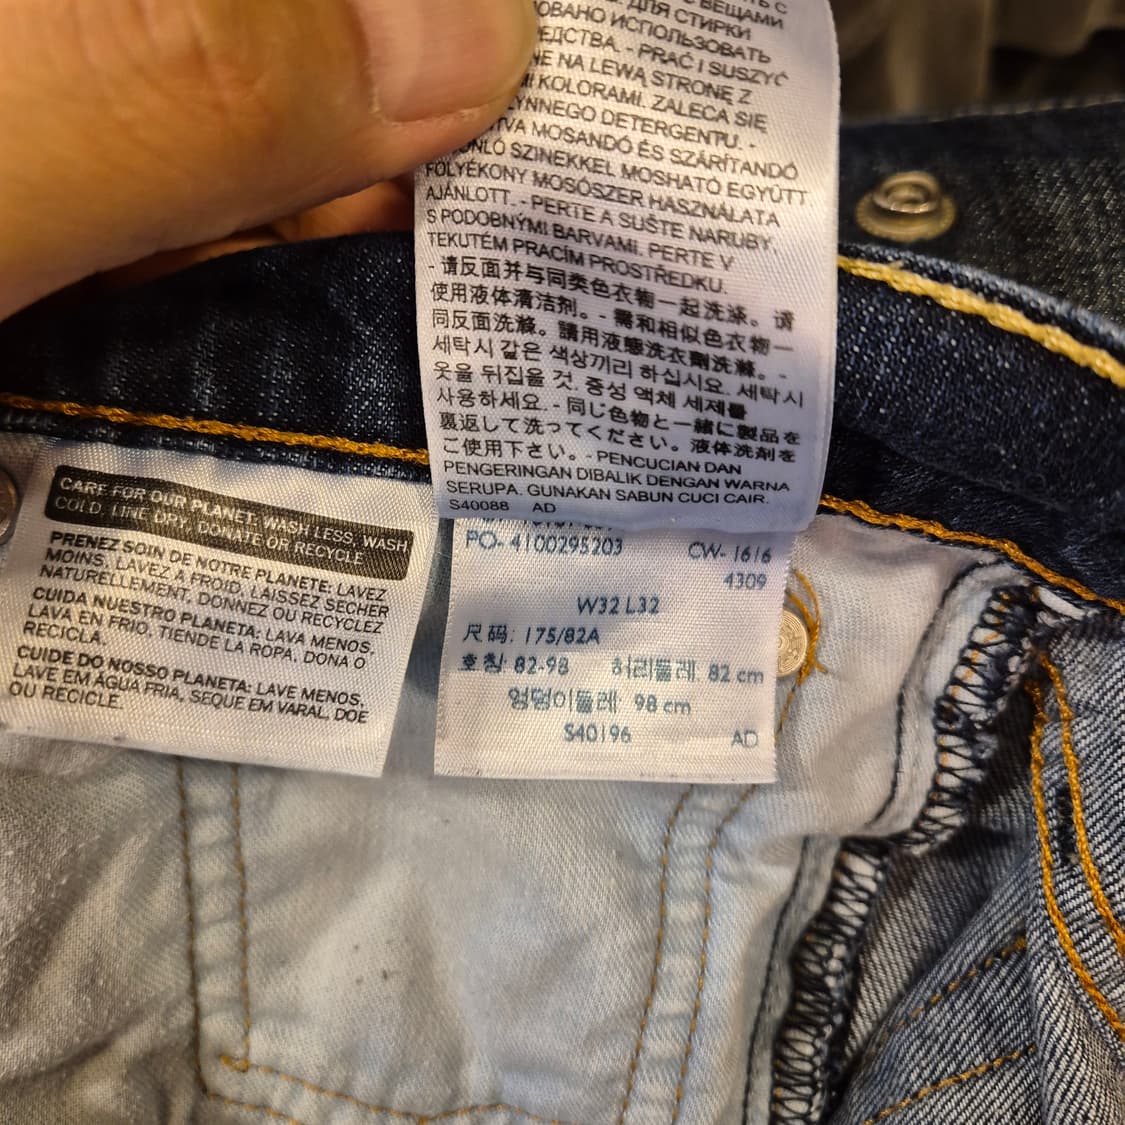 С ВЕЩАМИ
ДЛЯ СТИРКИ
ИСПОЛЬЗОВАТЬ
- PRAĆ I SUSZYĆ
NA LEWĄ STRONĘ Z
KOLORAMI. ZALECA SIĘ
DETERGENTU. -
MOSANDÓ ÉS SZÁRÍTANDÓ
SZINEKKEL MOSHATÓ EGYÜTT
FOLYÉKONY MOSÓSZER HASZNÁLATA
AJÁNLOTT. - PERTE A SUŠTE NARUBY,
S PODOBNÝMI BARVAMI. PERTE V
TEKUTÉM PRACÍM PROSTŘEDKU.
- 请反面并与同类色衣物一起洗涤。请
使用液体清洁剂。- 需和相似色衣物一
同反面洗滌。請用液態洗衣劑洗滌。-
세탁시 같은 색상끼리 하십시요. 세탁시
옷을 뒤집을 것. 중성 액체 세제를
사용하세요. - 同じ色物と一緒に製品を
裏返して洗ってください。液体洗剤を
ご使用下さい。- PENCUCIAN DAN
PENGERINGAN DIBALIK DENGAN WARNA
SERUPA. GUNAKAN SABUN CUCI CAIR.
S40088 AD
CARE FOR OUR PLANET: WASH LESS, WASH
COLD, LINE DRY, DONATE OR RECYCLE
PRENEZ SOIN DE NOTRE PLANETE: LAVEZ
MOINS, LAVEZ A FROID, LAISSEZ SECHER
NATURELLEMENT, DONNEZ OU RECYCLEZ
CUIDA NUESTRO PLANETA: LAVA MENOS,
LAVA EN FRIO, TIENDE LA ROPA, DONA O
RECICLA.
CUIDE DO NOSSO PLANETA: LAVE MENOS,
LAVE EM ÁGUA FRIA, SEQUE EM VARAL, DOE
OU RECICLE.
PO- 4100295203 CW- 1616
4309
W32 L32
尺码: 175/82A
호칭: 82-98 허리둘레: 82 cm
엉덩이둘레: 98 cm
S40196 AD